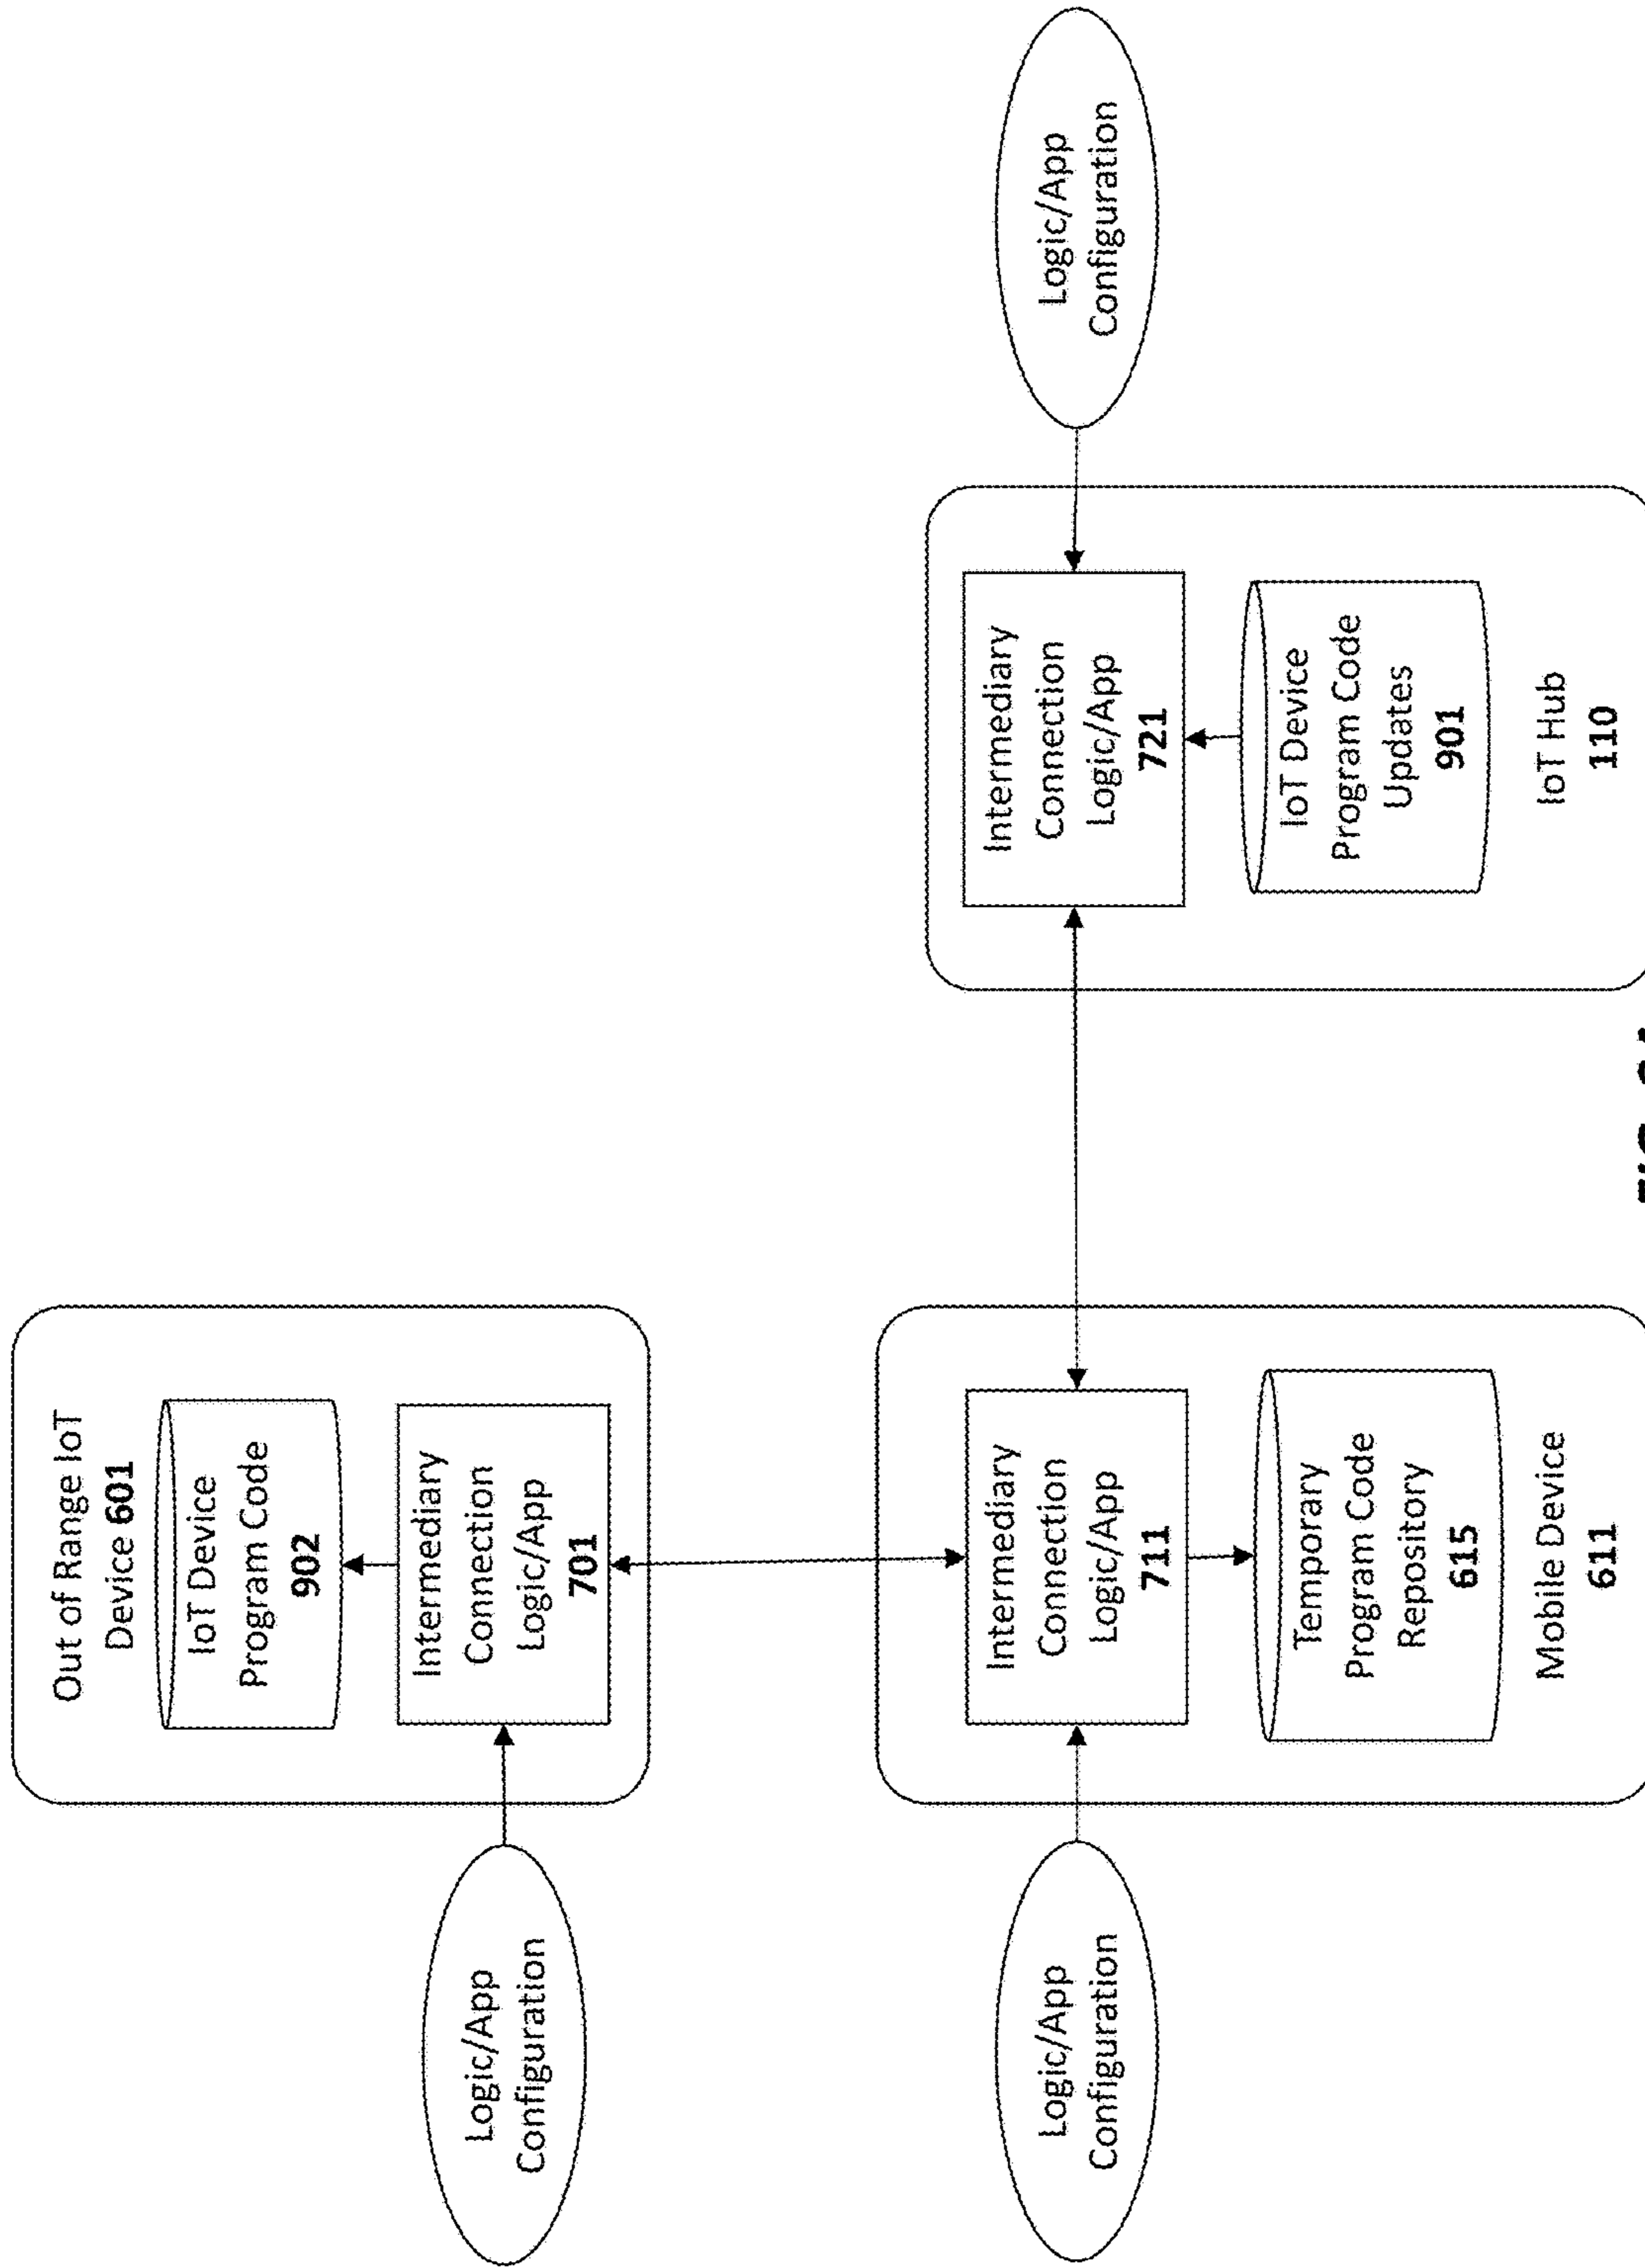 Out of Range IoT
Device 601
IoT Device
Program Code
902
Logic/App
Configuration
Intermediary
Connection
Logic/App
701
Logic/App
Configuration
Intermediary
Connection
Logic/App
711
Temporary
Program Code
Repository
615
Mobile Device
611
Intermediary
Connection
Logic/App
721
IoT Device
Program Code
Updates
901
IoT Hub
110
Logic/App
Configuration